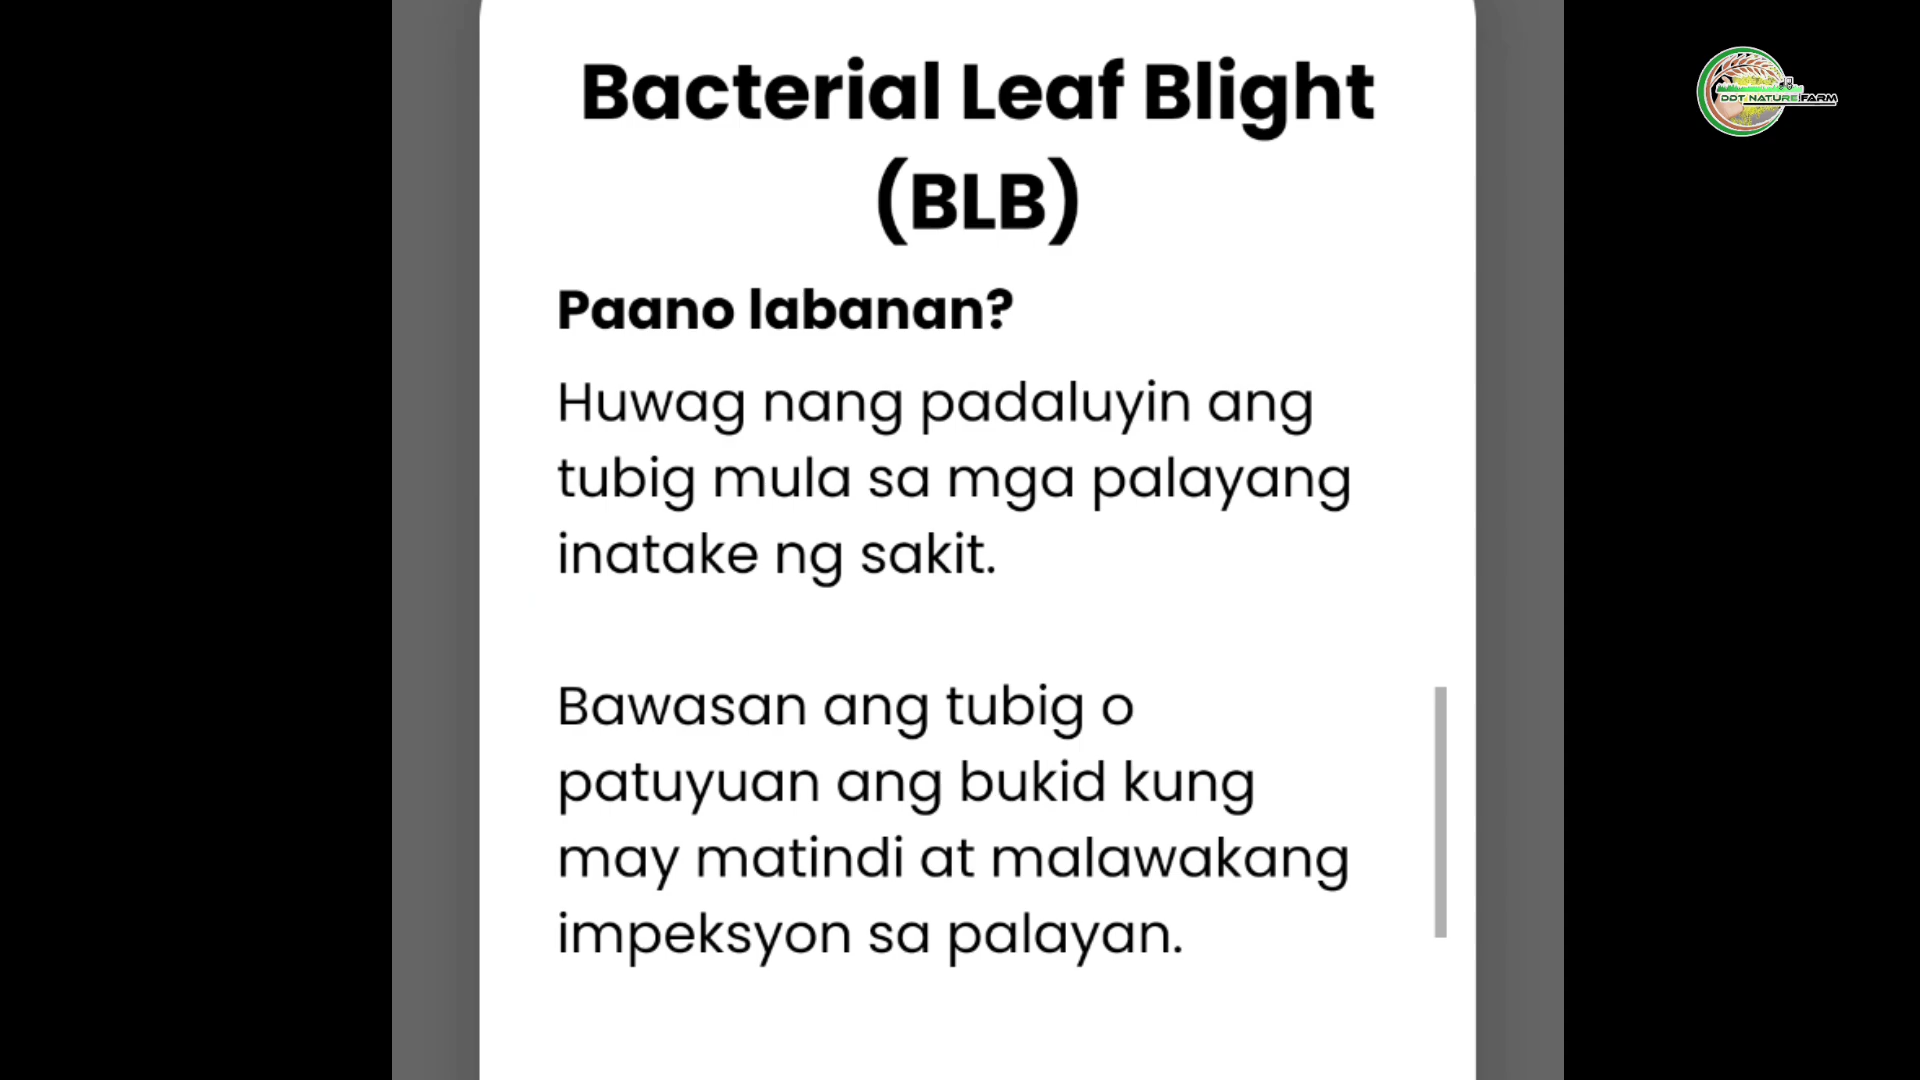 Bacterial Leaf Blight
(BLB)
Paano labanan?
Huwag nang padaluyin ang
tubig mula sa mga palayang
inatake ng sakit.
Bawasan ang tubig o
patuyuan ang bukid kung
may matindi at malawakang
impeksyon sa palayan.
DDT NATURE FARM